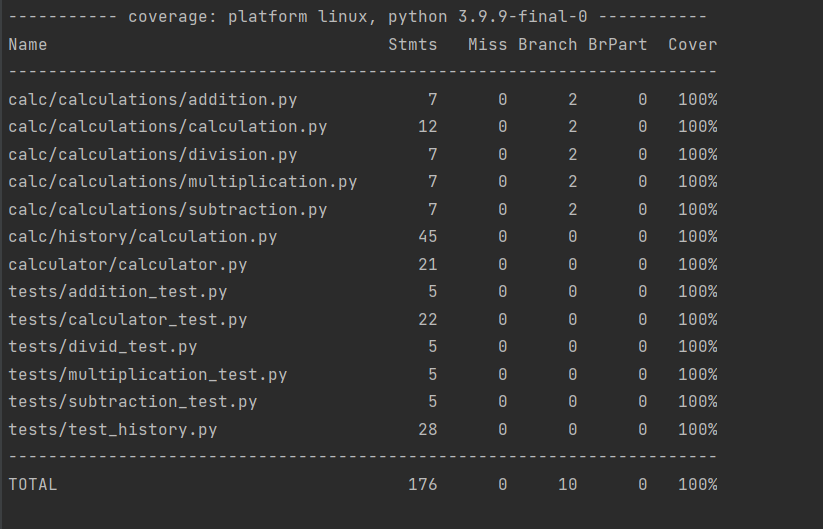 ----------- coverage: platform linux, python 3.9.9-final-0 -----------
Name                                  Stmts   Miss Branch BrPart  Cover
-----------------------------------------------------------------------
calc/calculations/addition.py             7      0      2      0   100%
calc/calculations/calculation.py         12      0      2      0   100%
calc/calculations/division.py             7      0      2      0   100%
calc/calculations/multiplication.py       7      0      2      0   100%
calc/calculations/subtraction.py          7      0      2      0   100%
calc/history/calculation.py              45      0      0      0   100%
calculator/calculator.py                 21      0      0      0   100%
tests/addition_test.py                    5      0      0      0   100%
tests/calculator_test.py                 22      0      0      0   100%
tests/divid_test.py                       5      0      0      0   100%
tests/multiplication_test.py              5      0      0      0   100%
tests/subtraction_test.py                 5      0      0      0   100%
tests/test_history.py                    28      0      0      0   100%
-----------------------------------------------------------------------
TOTAL                                   176      0     10      0   100%